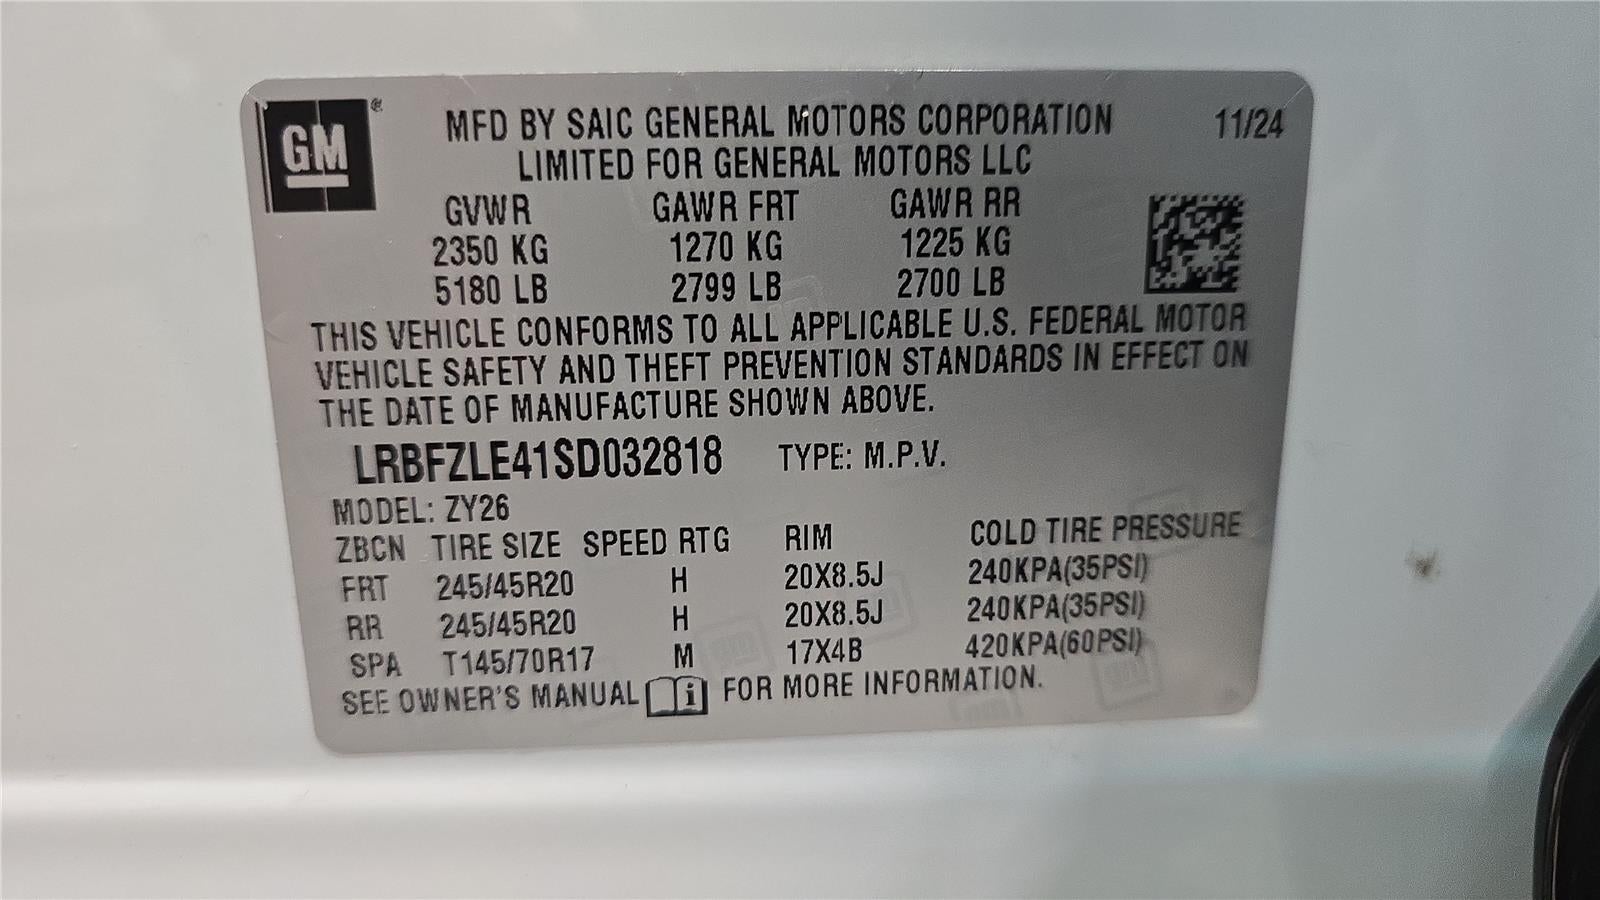 GM ®
MFD BY SAIC GENERAL MOTORS CORPORATION 11/24
LIMITED FOR GENERAL MOTORS LLC
GVWR GAWR FRT GAWR RR
2350 KG 1270 KG 1225 KG
5180 LB 2799 LB 2700 LB
THIS VEHICLE CONFORMS TO ALL APPLICABLE U.S. FEDERAL MOTOR
VEHICLE SAFETY AND THEFT PREVENTION STANDARDS IN EFFECT ON
THE DATE OF MANUFACTURE SHOWN ABOVE.
LRBFZLE41SD032818 TYPE: M.P.V.
MODEL: ZY26
ZBCN TIRE SIZE SPEED RTG RIM COLD TIRE PRESSURE
FRT 245/45R20 H 20X8.5J 240KPA(35PSI)
RR 245/45R20 H 20X8.5J 240KPA(35PSI)
SPA T145/70R17 M 17X4B 420KPA(60PSI)
SEE OWNER'S MANUAL i FOR MORE INFORMATION.